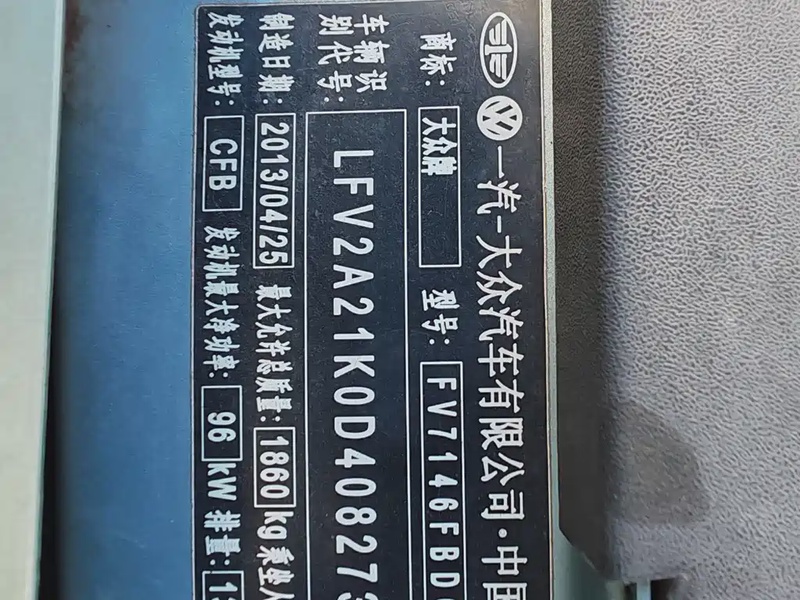 一汽-大众汽车有限公司·中国
商标: 大众牌 型号: FV7146FBD
车辆识别代号: LFV2A21K0D408273
制造日期: 2013/04/25 最大允许总质量: 1860 kg 乘坐人
发动机型号: CFB 发动机最大净功率: 96 kW 排量: 13